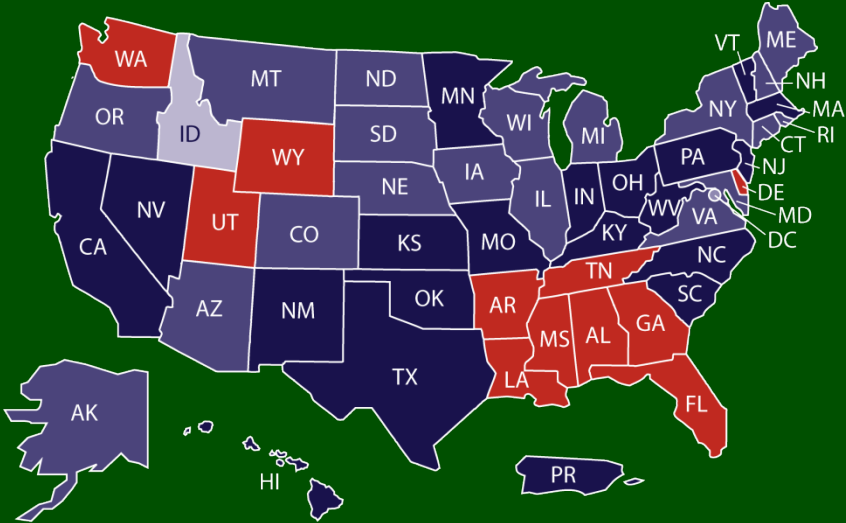 WA
MT
ND
MN
VT
ME
NH
OR
ID
SD
WI
MI
NY
MA
RI
CT
WY
IA
PA
NJ
NE
IL
IN
OH
DE
NV
UT
CO
KS
MO
WV
VA
MD
DC
CA
KY
NC
AZ
NM
OK
AR
TN
SC
TX
LA
MS
AL
GA
FL
AK
HI
PR